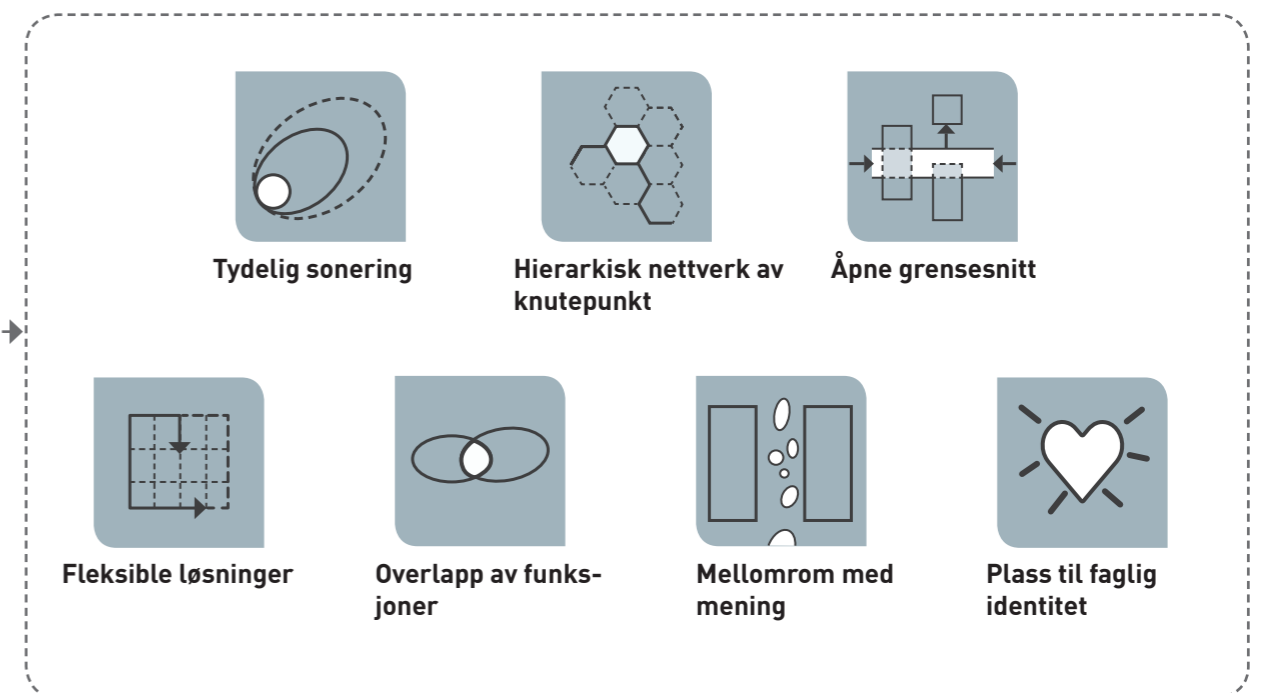 Tydelig sonering
Hierarkisk nettverk av
knutepunkt
Åpne grensesnitt
Fleksible løsninger
Overlapp av funks-
joner
Mellomrom med
mening
Plass til faglig
identitet